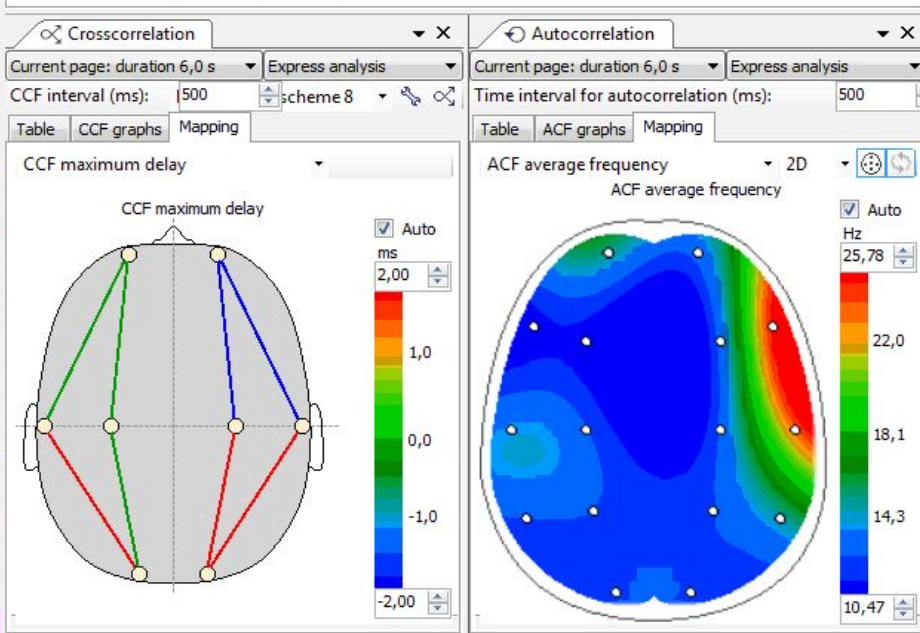 Crosscorrelation
Current page: duration 6,0 s Express analysis
CCF interval (ms): 500 scheme 8
Table CCF graphs Mapping
CCF maximum delay
CCF maximum delay
Auto
ms
2,00
1,0
0,0
-1,0
-2,00
Autocorrelation
Current page: duration 6,0 s Express analysis
Time interval for autocorrelation (ms): 500
Table ACF graphs Mapping
ACF average frequency 2D
ACF average frequency
Auto
Hz
25,78
22,0
18,1
14,3
10,47